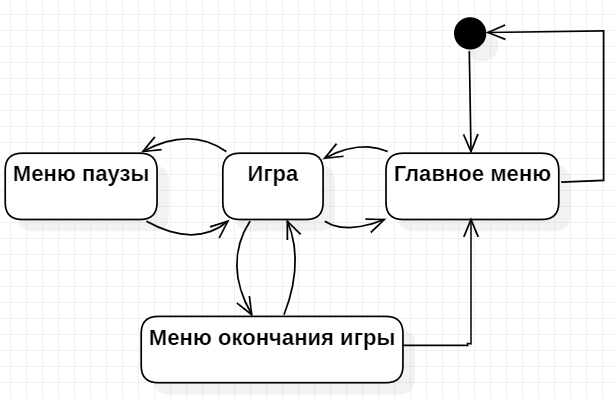 Меню паузы
Игра
Главное меню
Меню окончания игры